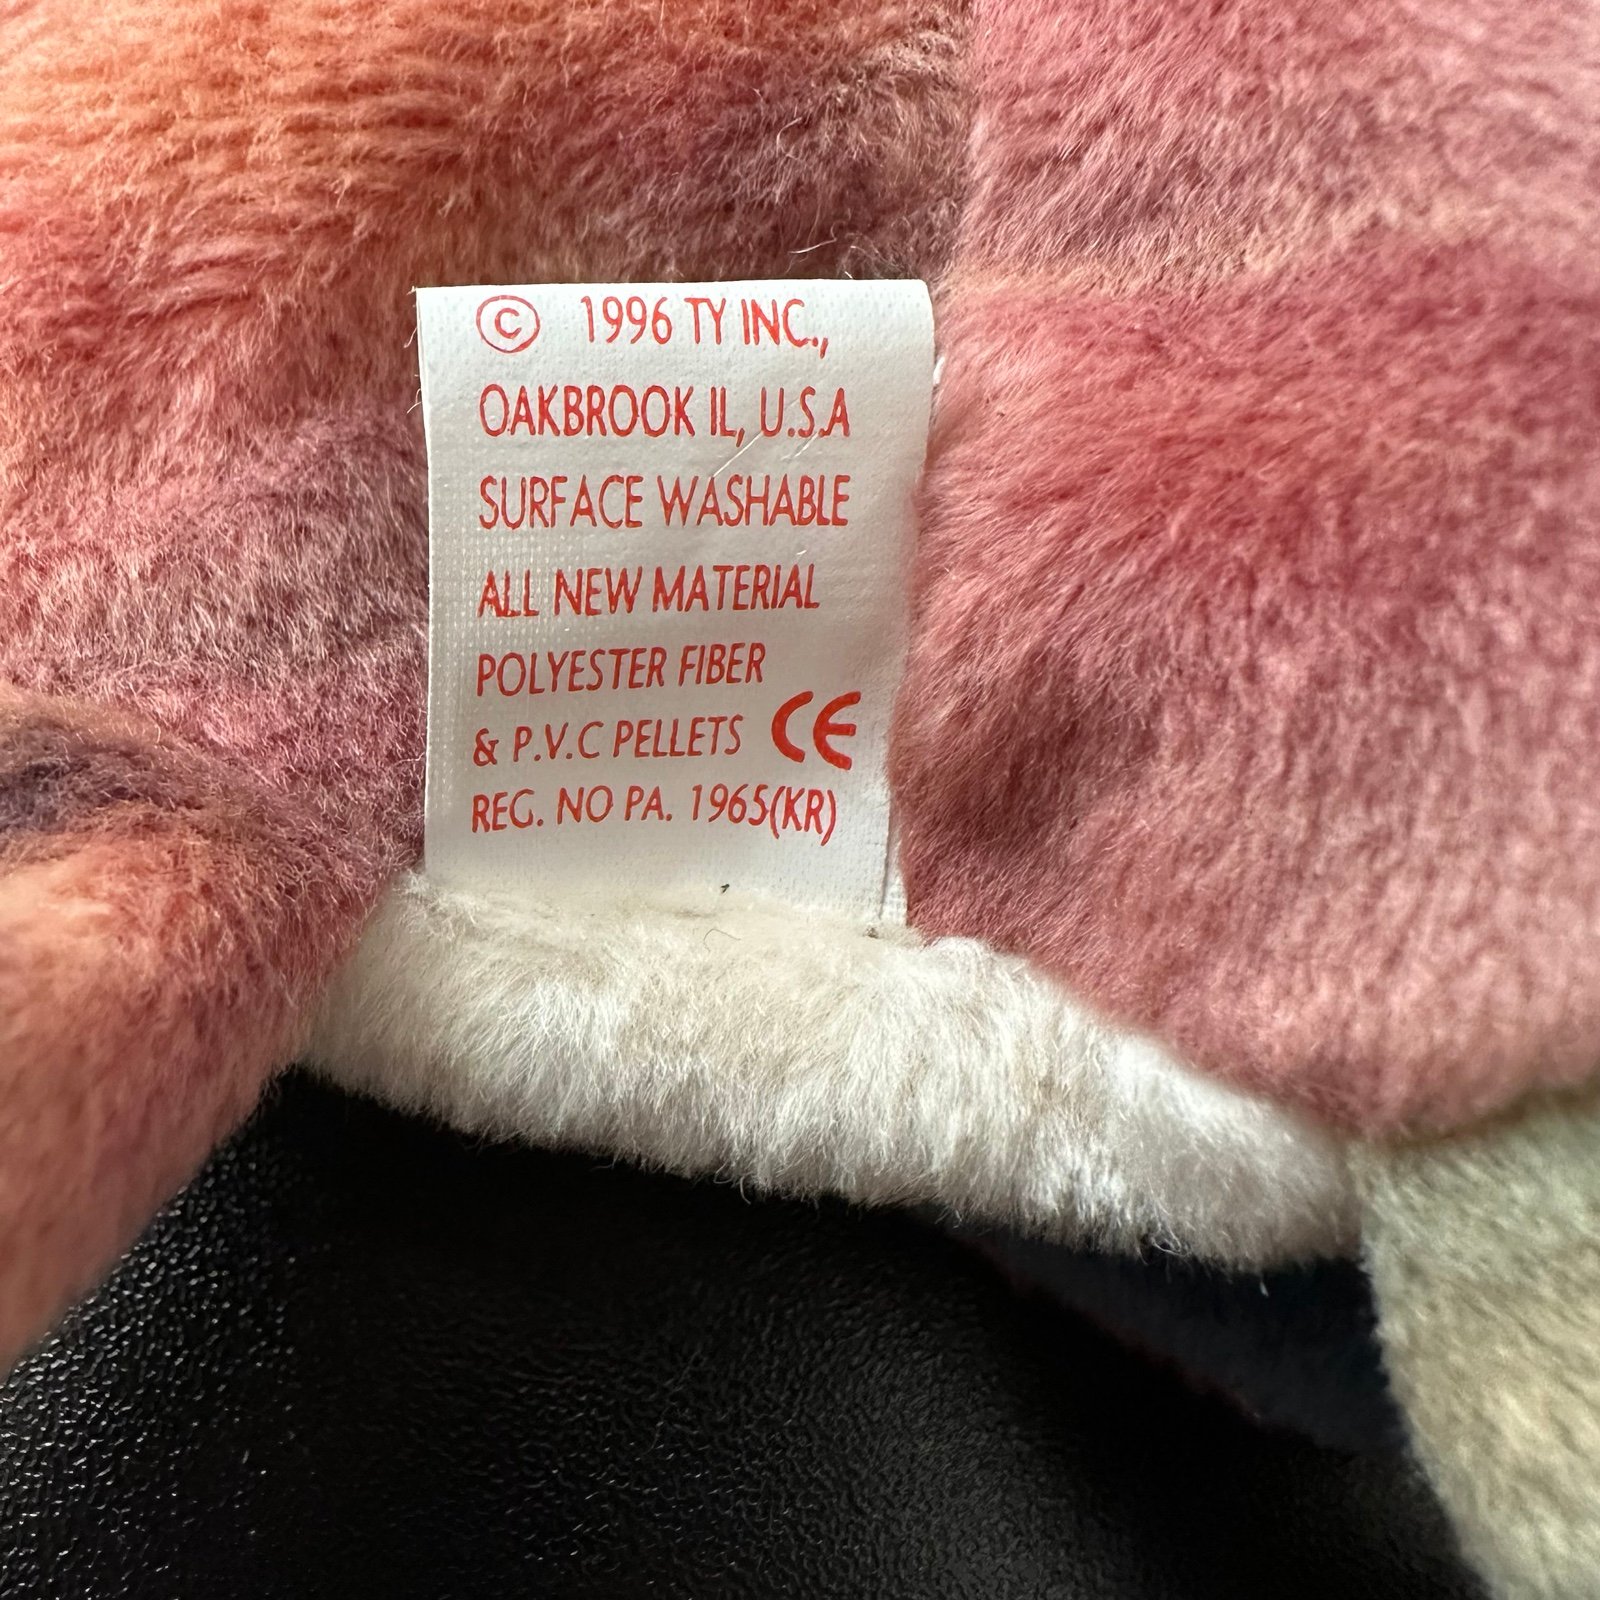 © 1996 TY INC.,
OAKBROOK IL, U.S.A
SURFACE WASHABLE
ALL NEW MATERIAL
POLYESTER FIBER
& P.V.C PELLETS CE
REG. NO PA. 1965(KR)